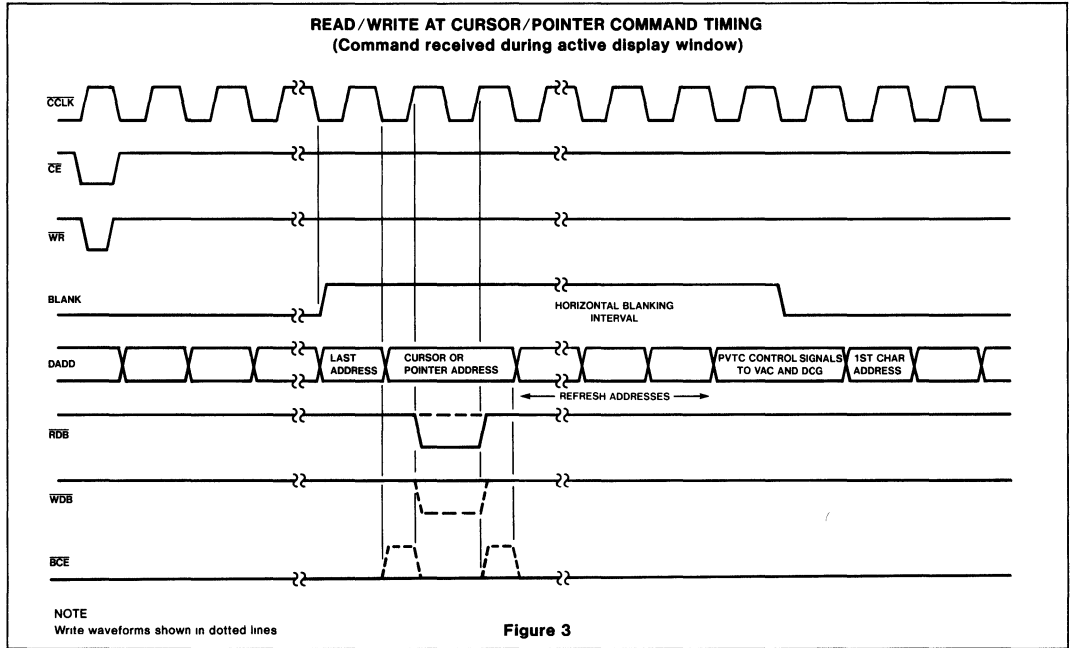 READ/WRITE AT CURSOR/POINTER COMMAND TIMING
(Command received during active display window)
CCLK
CE
WR
BLANK
HORIZONTAL BLANKING
INTERVAL
DADD
LAST
ADDRESS
CURSOR OR
POINTER ADDRESS
PVTC CONTROL SIGNALS
TO VAC AND DCG
1ST CHAR
ADDRESS
REFRESH ADDRESSES
RDB
WDB
BCE
NOTE
Write waveforms shown in dotted lines
Figure 3